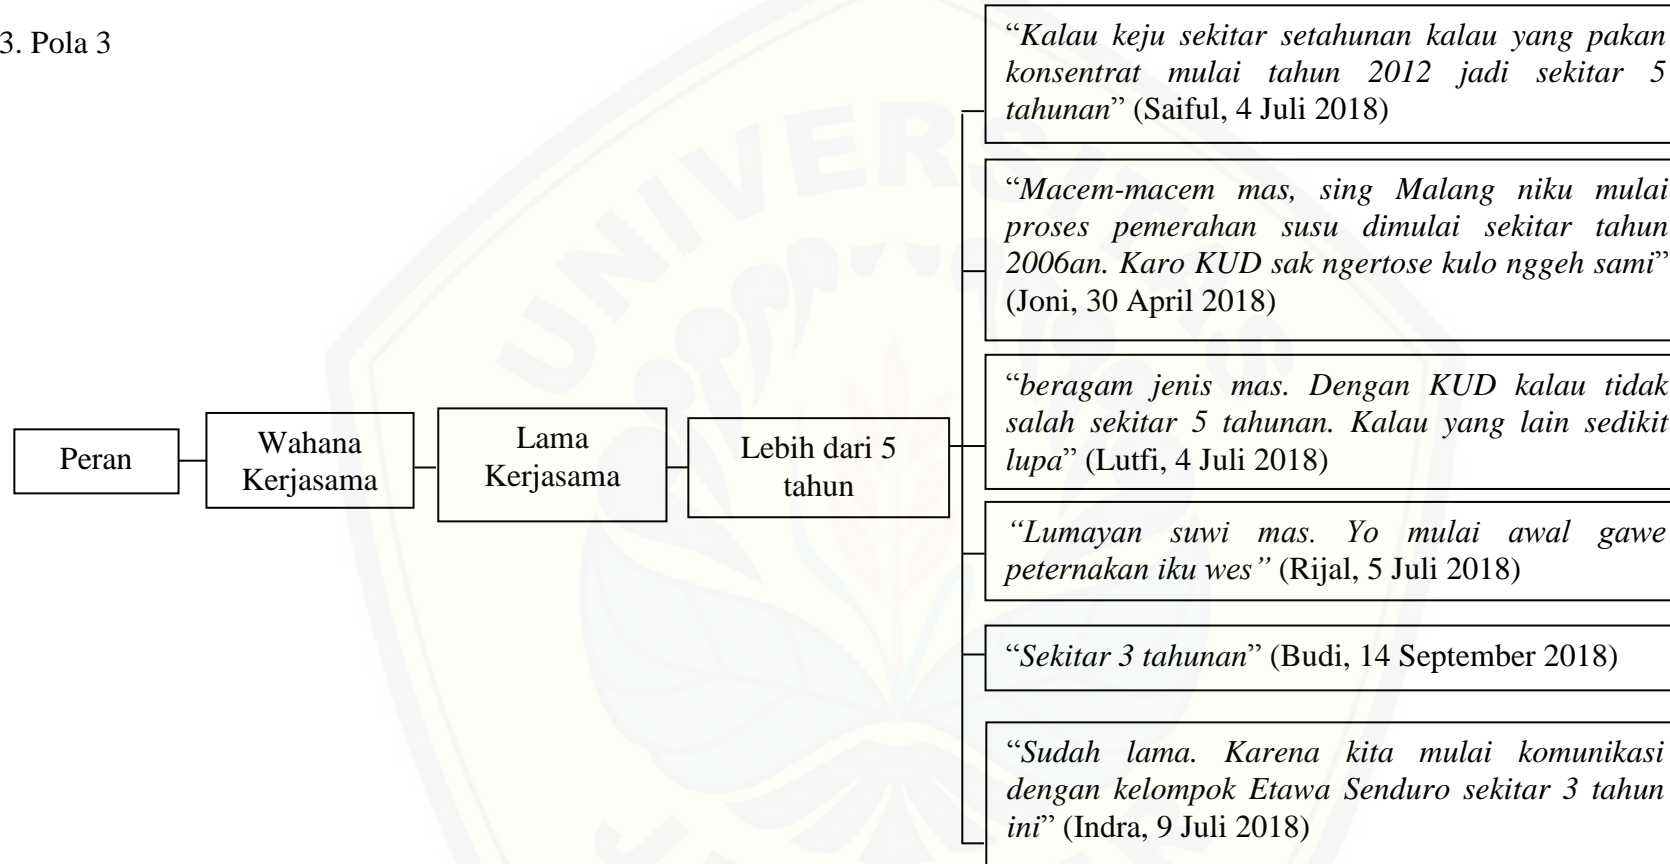 3. Pola 3
Peran
Wahana
Kerjasama
Lama
Kerjasama
Lebih dari 5
tahun
“Kalau keju sekitar setahunan kalau yang pakan
konsentrat mulai tahun 2012 jadi sekitar 5
tahunan” (Saiful, 4 Juli 2018)
“Macem-macem mas, sing Malang niku mulai
proses pemerahan susu dimulai sekitar tahun
2006an. Karo KUD sak ngertose kulo nggeh sami”
(Joni, 30 April 2018)
“beragam jenis mas. Dengan KUD kalau tidak
salah sekitar 5 tahunan. Kalau yang lain sedikit
lupa” (Lutfi, 4 Juli 2018)
“Lumayan suwi mas. Yo mulai awal gawe
peternakan iku wes” (Rijal, 5 Juli 2018)
“Sekitar 3 tahunan” (Budi, 14 September 2018)
“Sudah lama. Karena kita mulai komunikasi
dengan kelompok Etawa Senduro sekitar 3 tahun
ini” (Indra, 9 Juli 2018)
UNIVERSITAS